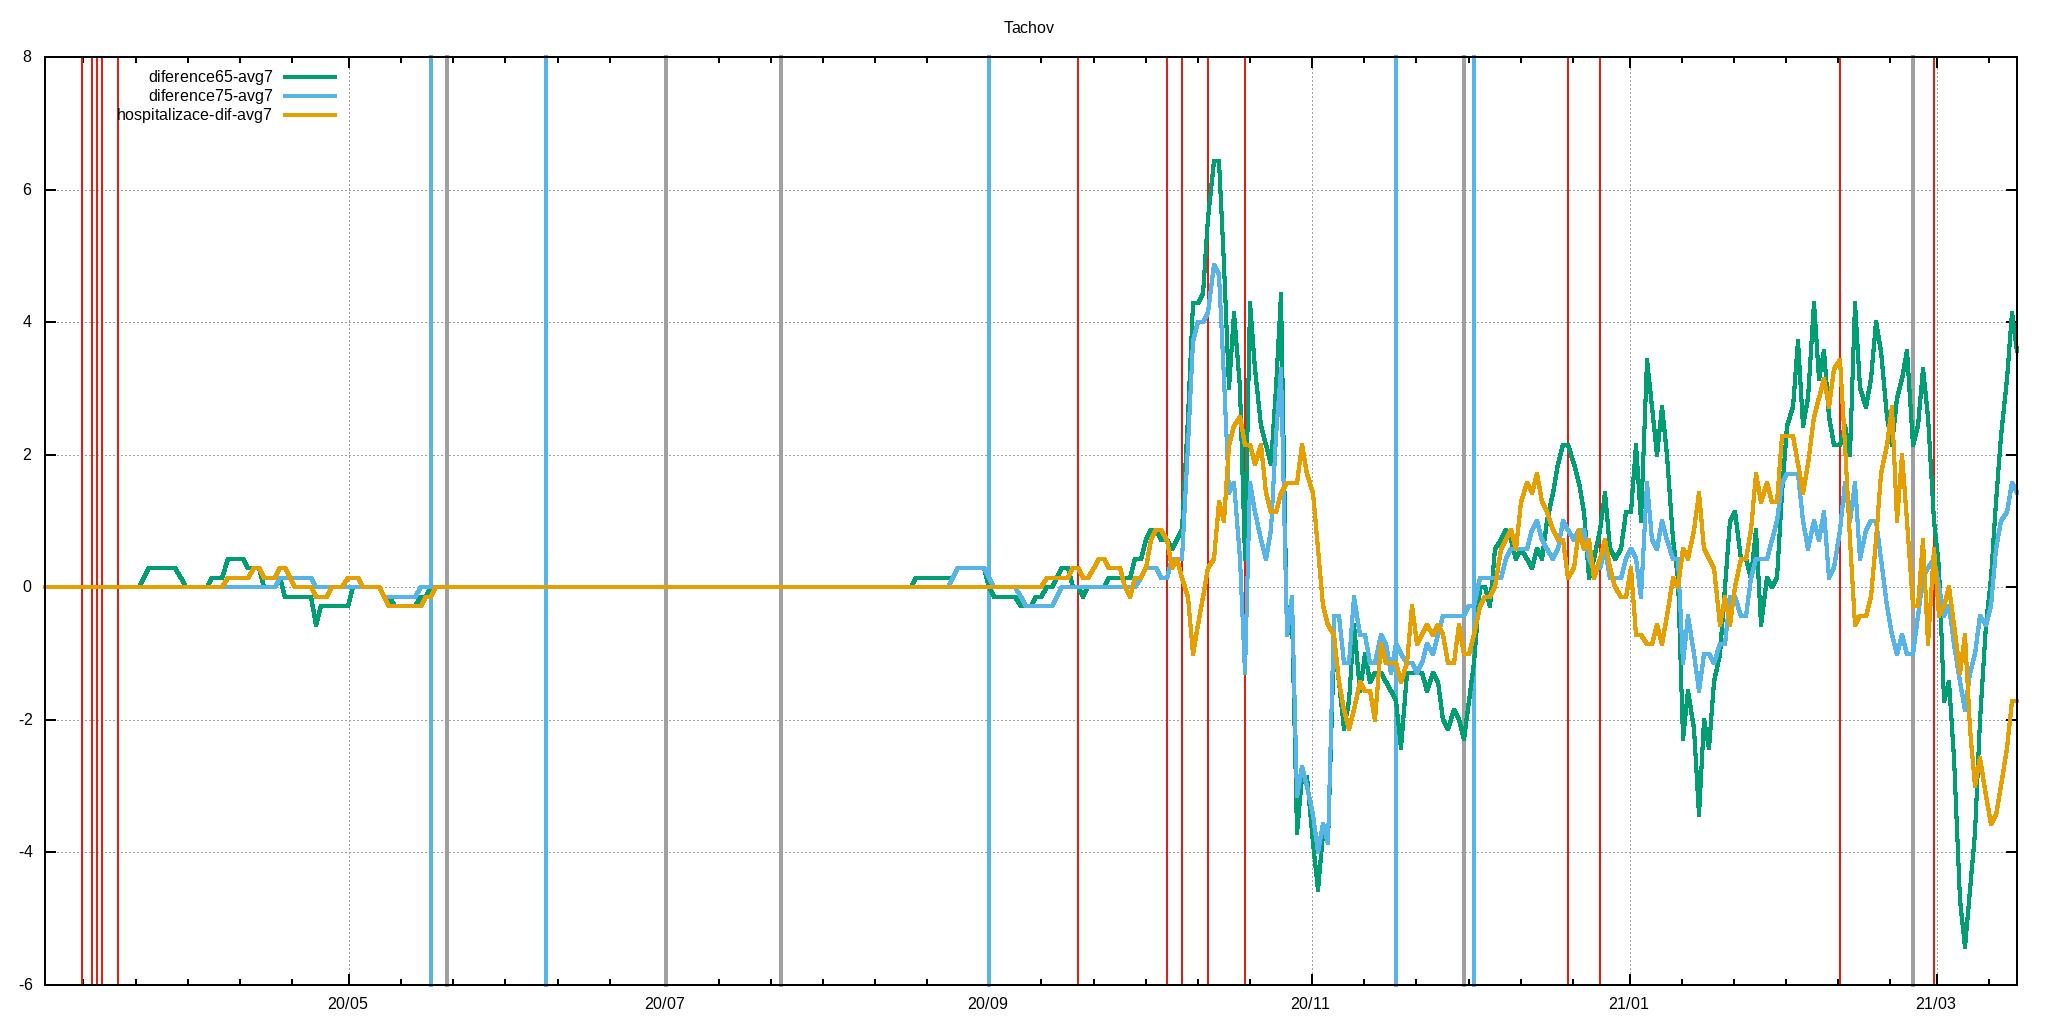 Tachov
8
diference65-avg7
diference75-avg7
hospitalizace-dif-avg7
6
4
2
0
-2
-4
-6
20/05 20/07 20/09 20/11 21/01 21/03